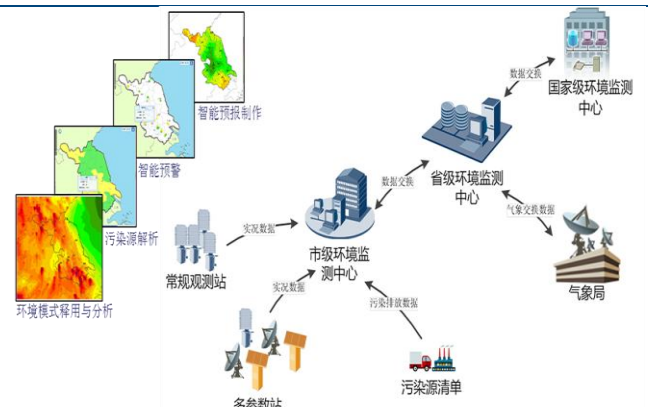 国家级环境监测
中心
数据交换
智能预报制作
智能预警
省级环境监测
中心
数据交换
气象交换数据
污染源解析
实况数据
市级环境监
测中心
常规观测站
气象局
实况数据
污染排放数据
环境模式释用与分析
污染源清单
多参数站